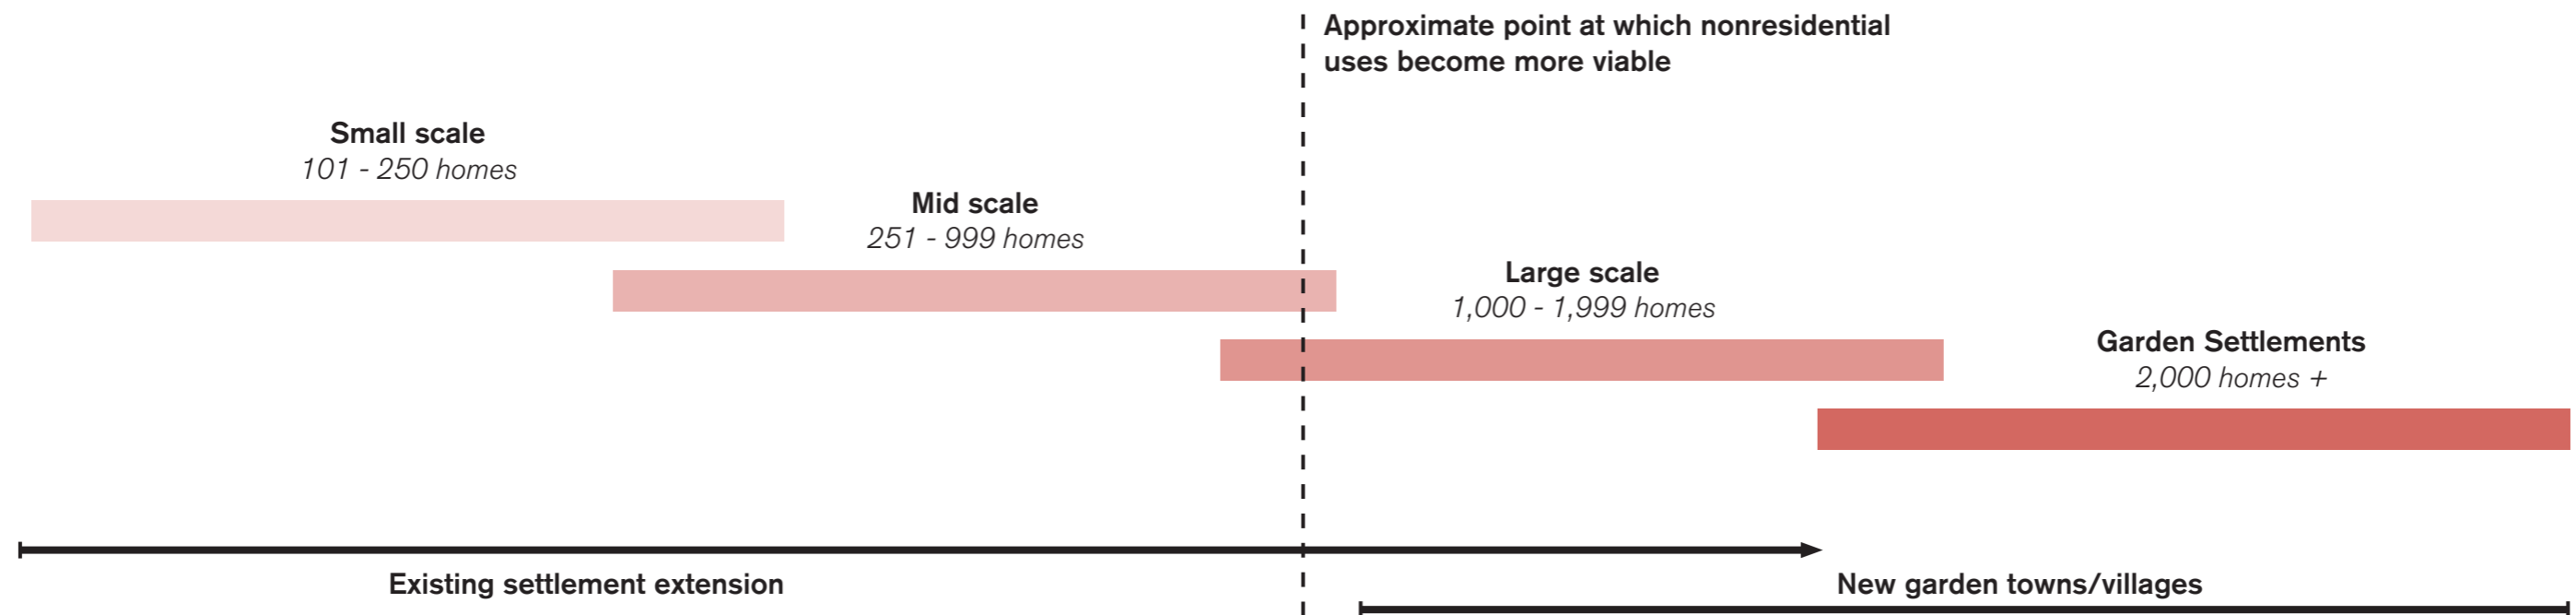 Approximate point at which nonresidential
uses become more viable
Small scale
101 - 250 homes
Mid scale
251 - 999 homes
Large scale
1,000 - 1,999 homes
Garden Settlements
2,000 homes +
Existing settlement extension
New garden towns/villages